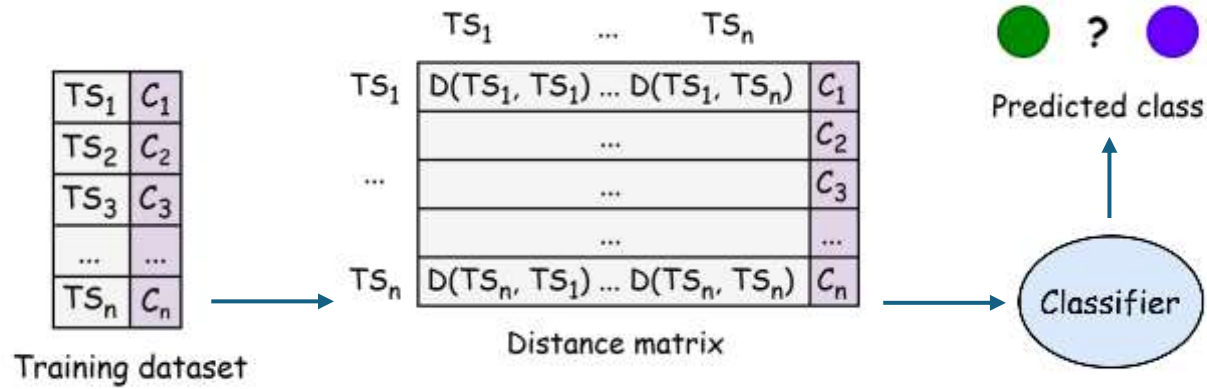 TS₁ C₁
TS₂ C₂
TS₃ C₃
... ...
TSₙ Cₙ
Training dataset
TS₁ ... TSₙ
TS₁ D(TS₁, TS₁) ... D(TS₁, TSₙ) C₁
... C₂
... ... C₃
... ...
TSₙ D(TSₙ, TS₁) ... D(TSₙ, TSₙ) Cₙ
Distance matrix
?
Predicted class
Classifier